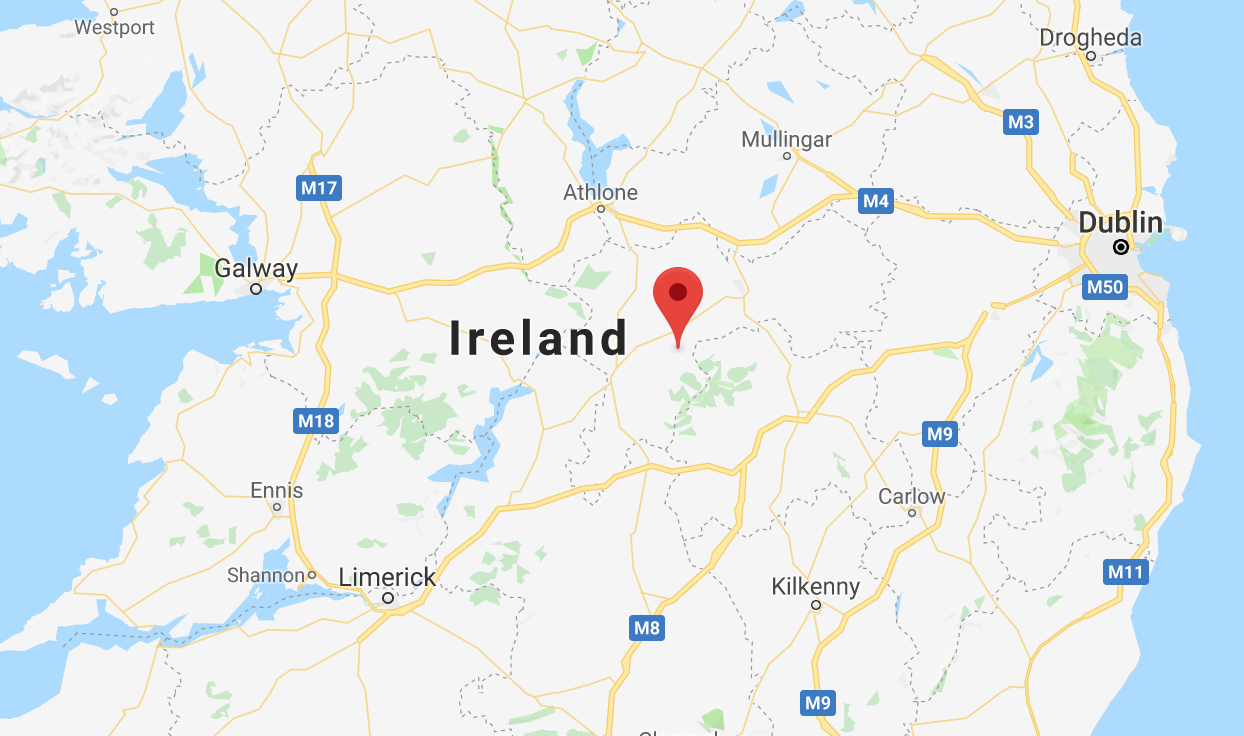 Westport
Drogheda
M3
Mullingar
M17
Athlone
M4
Dublin
Galway
M50
Ireland
M18
M9
Ennis
Carlow
Shannon
Limerick
M11
Kilkenny
M8
M9